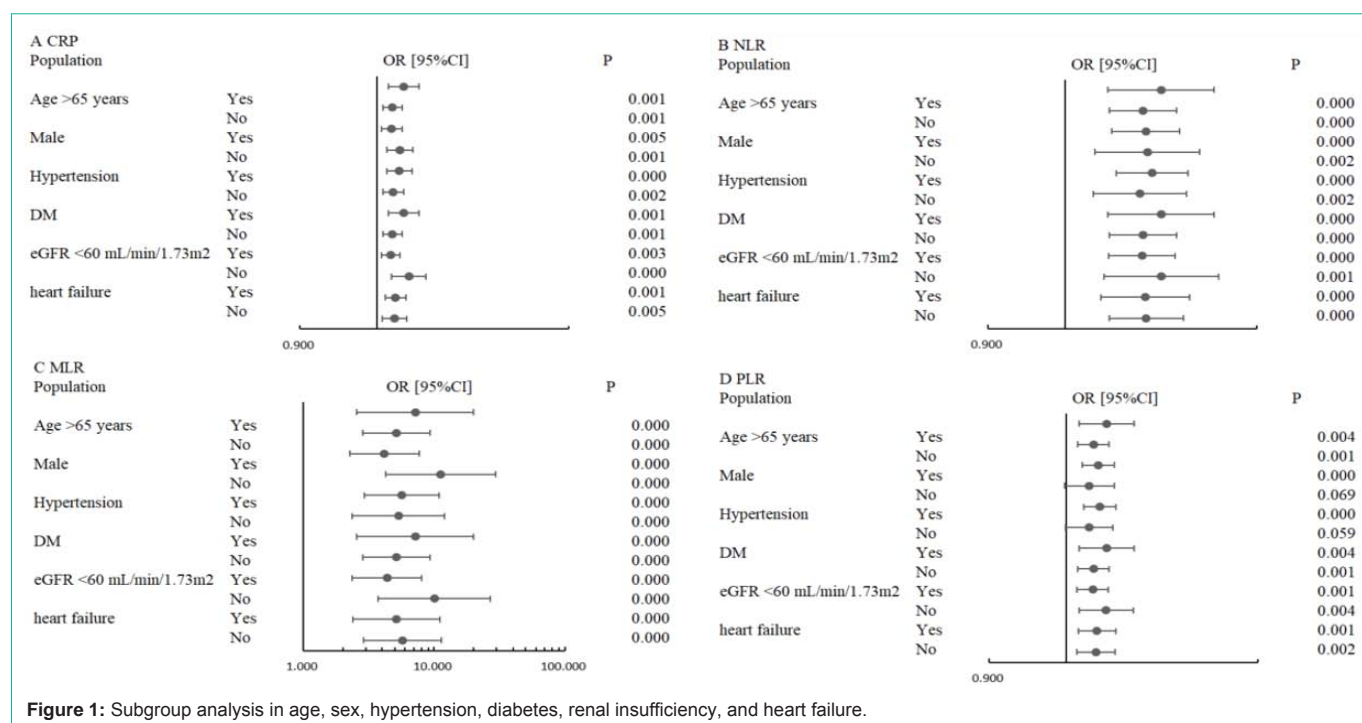 A CRP
Population OR [95%CI] P
Age >65 years Yes 0.001
No 0.001
Male Yes 0.005
No 0.001
Hypertension Yes 0.000
No 0.002
DM Yes 0.001
No 0.001
eGFR <60 mL/min/1.73m2 Yes 0.003
No 0.000
heart failure Yes 0.001
No 0.005
0.900
B NLR
Population OR [95%CI] P
Age >65 years Yes 0.000
No 0.000
Male Yes 0.000
No 0.002
Hypertension Yes 0.000
No 0.002
DM Yes 0.000
No 0.000
eGFR <60 mL/min/1.73m2 Yes 0.000
No 0.001
heart failure Yes 0.000
No 0.000
0.900
C MLR
Population OR [95%CI] P
Age >65 years Yes 0.000
No 0.000
Male Yes 0.000
No 0.000
Hypertension Yes 0.000
No 0.000
DM Yes 0.000
No 0.000
eGFR <60 mL/min/1.73m2 Yes 0.000
No 0.000
heart failure Yes 0.000
No 0.000
1.000 10.000 100.000
D PLR
Population OR [95%CI] P
Age >65 years Yes 0.004
No 0.001
Male Yes 0.000
No 0.069
Hypertension Yes 0.000
No 0.059
DM Yes 0.004
No 0.001
eGFR <60 mL/min/1.73m2 Yes 0.001
No 0.004
heart failure Yes 0.001
No 0.002
0.900
Figure 1: Subgroup analysis in age, sex, hypertension, diabetes, renal insufficiency, and heart failure.